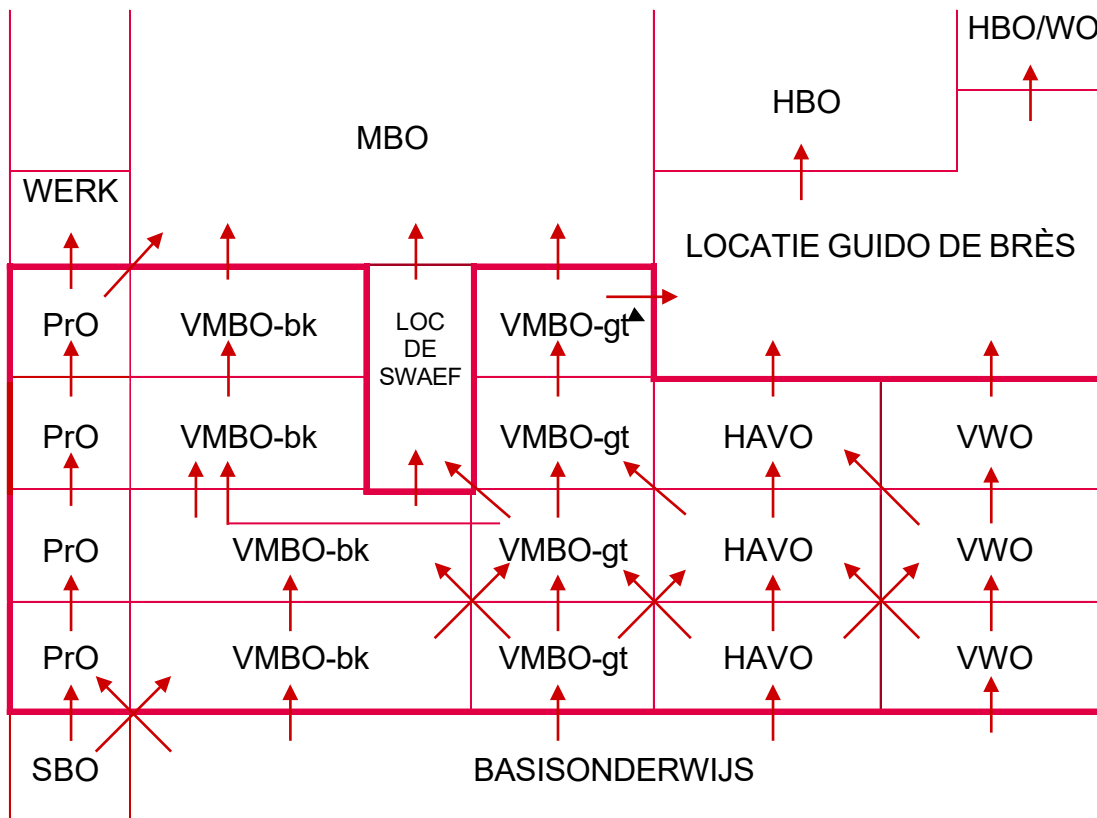 HBO/WO
HBO
MBO
WERK
LOCATIE GUIDO DE BRÈS
PrO
VMBO-bk
LOC
DE
SWAEF
VMBO-gt
PrO
VMBO-bk
VMBO-gt
HAVO
VWO
PrO
VMBO-bk
VMBO-gt
HAVO
VWO
PrO
VMBO-bk
VMBO-gt
HAVO
VWO
SBO
BASISONDERWIJS